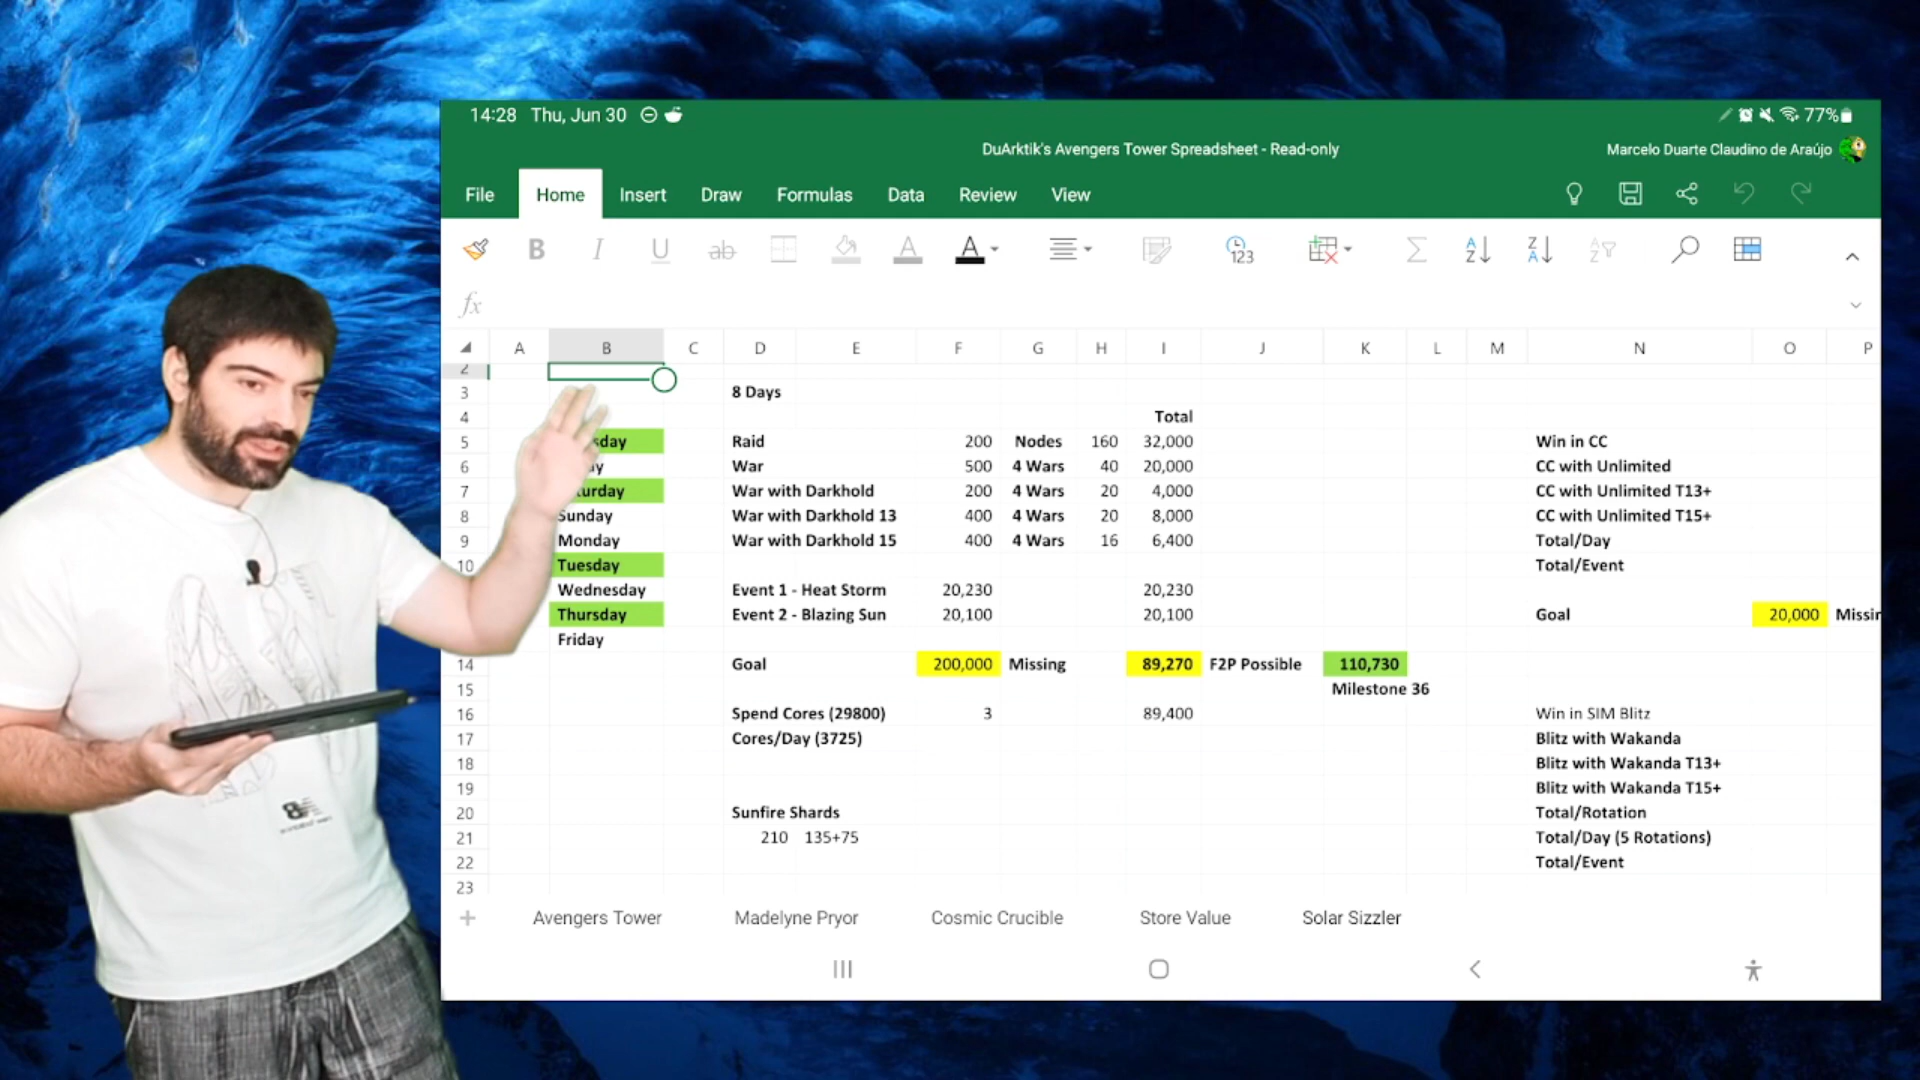 14:28 Thu, Jun 30 77%
DuArktik's Avengers Tower Spreadsheet - Read-only
Marcelo Duarte Claudino de Araújo
File Home Insert Draw Formulas Data Review View
B I U ab A A 123 Σ A Z Z A A Z
fx
A B C D E F G H I J K L M N O P
2
3 8 Days
4 Total
5 sday Raid 200 Nodes 160 32,000 Win in CC
6 War 500 4 Wars 40 20,000 CC with Unlimited
7 urday War with Darkhold 200 4 Wars 20 4,000 CC with Unlimited T13+
8 Sunday War with Darkhold 13 400 4 Wars 20 8,000 CC with Unlimited T15+
9 Monday War with Darkhold 15 400 4 Wars 16 6,400 Total/Day
10 Tuesday Total/Event
Wednesday Event 1 - Heat Storm 20,230 20,230
Thursday Event 2 - Blazing Sun 20,100 20,100 Goal 20,000 Missin
Friday
14 Goal 200,000 Missing 89,270 F2P Possible 110,730
15 Milestone 36
16 Spend Cores (29800) 3 89,400 Win in SIM Blitz
17 Cores/Day (3725) Blitz with Wakanda
18 Blitz with Wakanda T13+
19 Blitz with Wakanda T15+
20 Sunfire Shards Total/Rotation
21 210 135+75 Total/Day (5 Rotations)
22 Total/Event
23
+ Avengers Tower Madelyne Pryor Cosmic Crucible Store Value Solar Sizzler